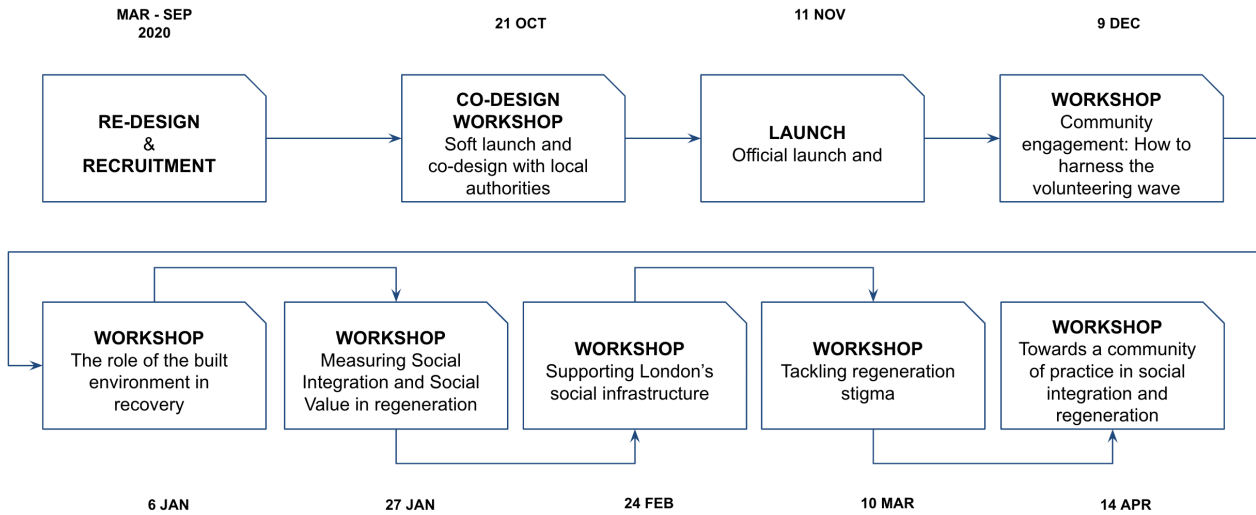 MAR - SEP
2020
21 OCT
11 NOV
9 DEC
RE-DESIGN
&
RECRUITMENT
CO-DESIGN
WORKSHOP
Soft launch and
co-design with local
authorities
LAUNCH
Official launch and
WORKSHOP
Community
engagement: How to
harness the
volunteering wave
WORKSHOP
The role of the built
environment in
recovery
WORKSHOP
Measuring Social
Integration and Social
Value in regeneration
WORKSHOP
Supporting London’s
social infrastructure
WORKSHOP
Tackling regeneration
stigma
WORKSHOP
Towards a community
of practice in social
integration and
regeneration
6 JAN
27 JAN
24 FEB
10 MAR
14 APR